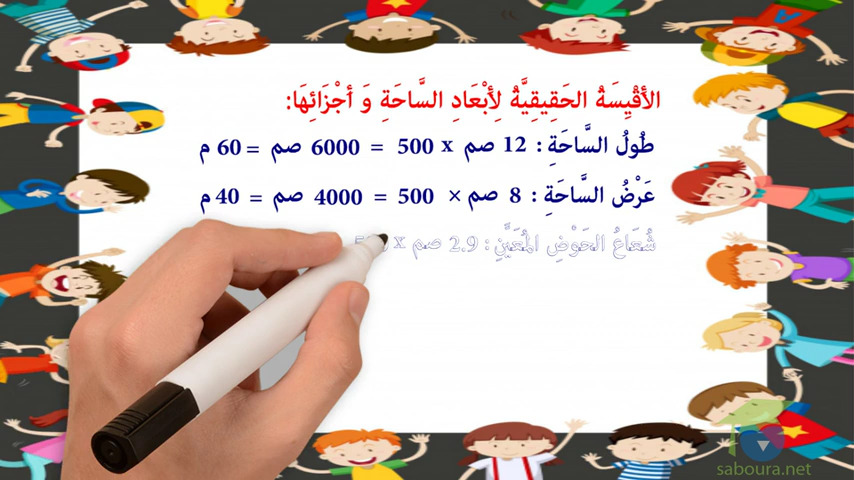 الأَقْيِسَةُ الحَقِيقِيَّةُ لِأَبْعَادِ السَّاحَةِ وَ أَجْزَائِهَا:
طُولُ السَّاحَةِ : 12 صم x 500 = 6000 صم = 60 م
عَرْضُ السَّاحَةِ : 8 صم × 500 = 4000 صم = 40 م
شُعَاعُ الحَوْضِ المُعَيَّنِ : 2.9 صم x
saboura.net